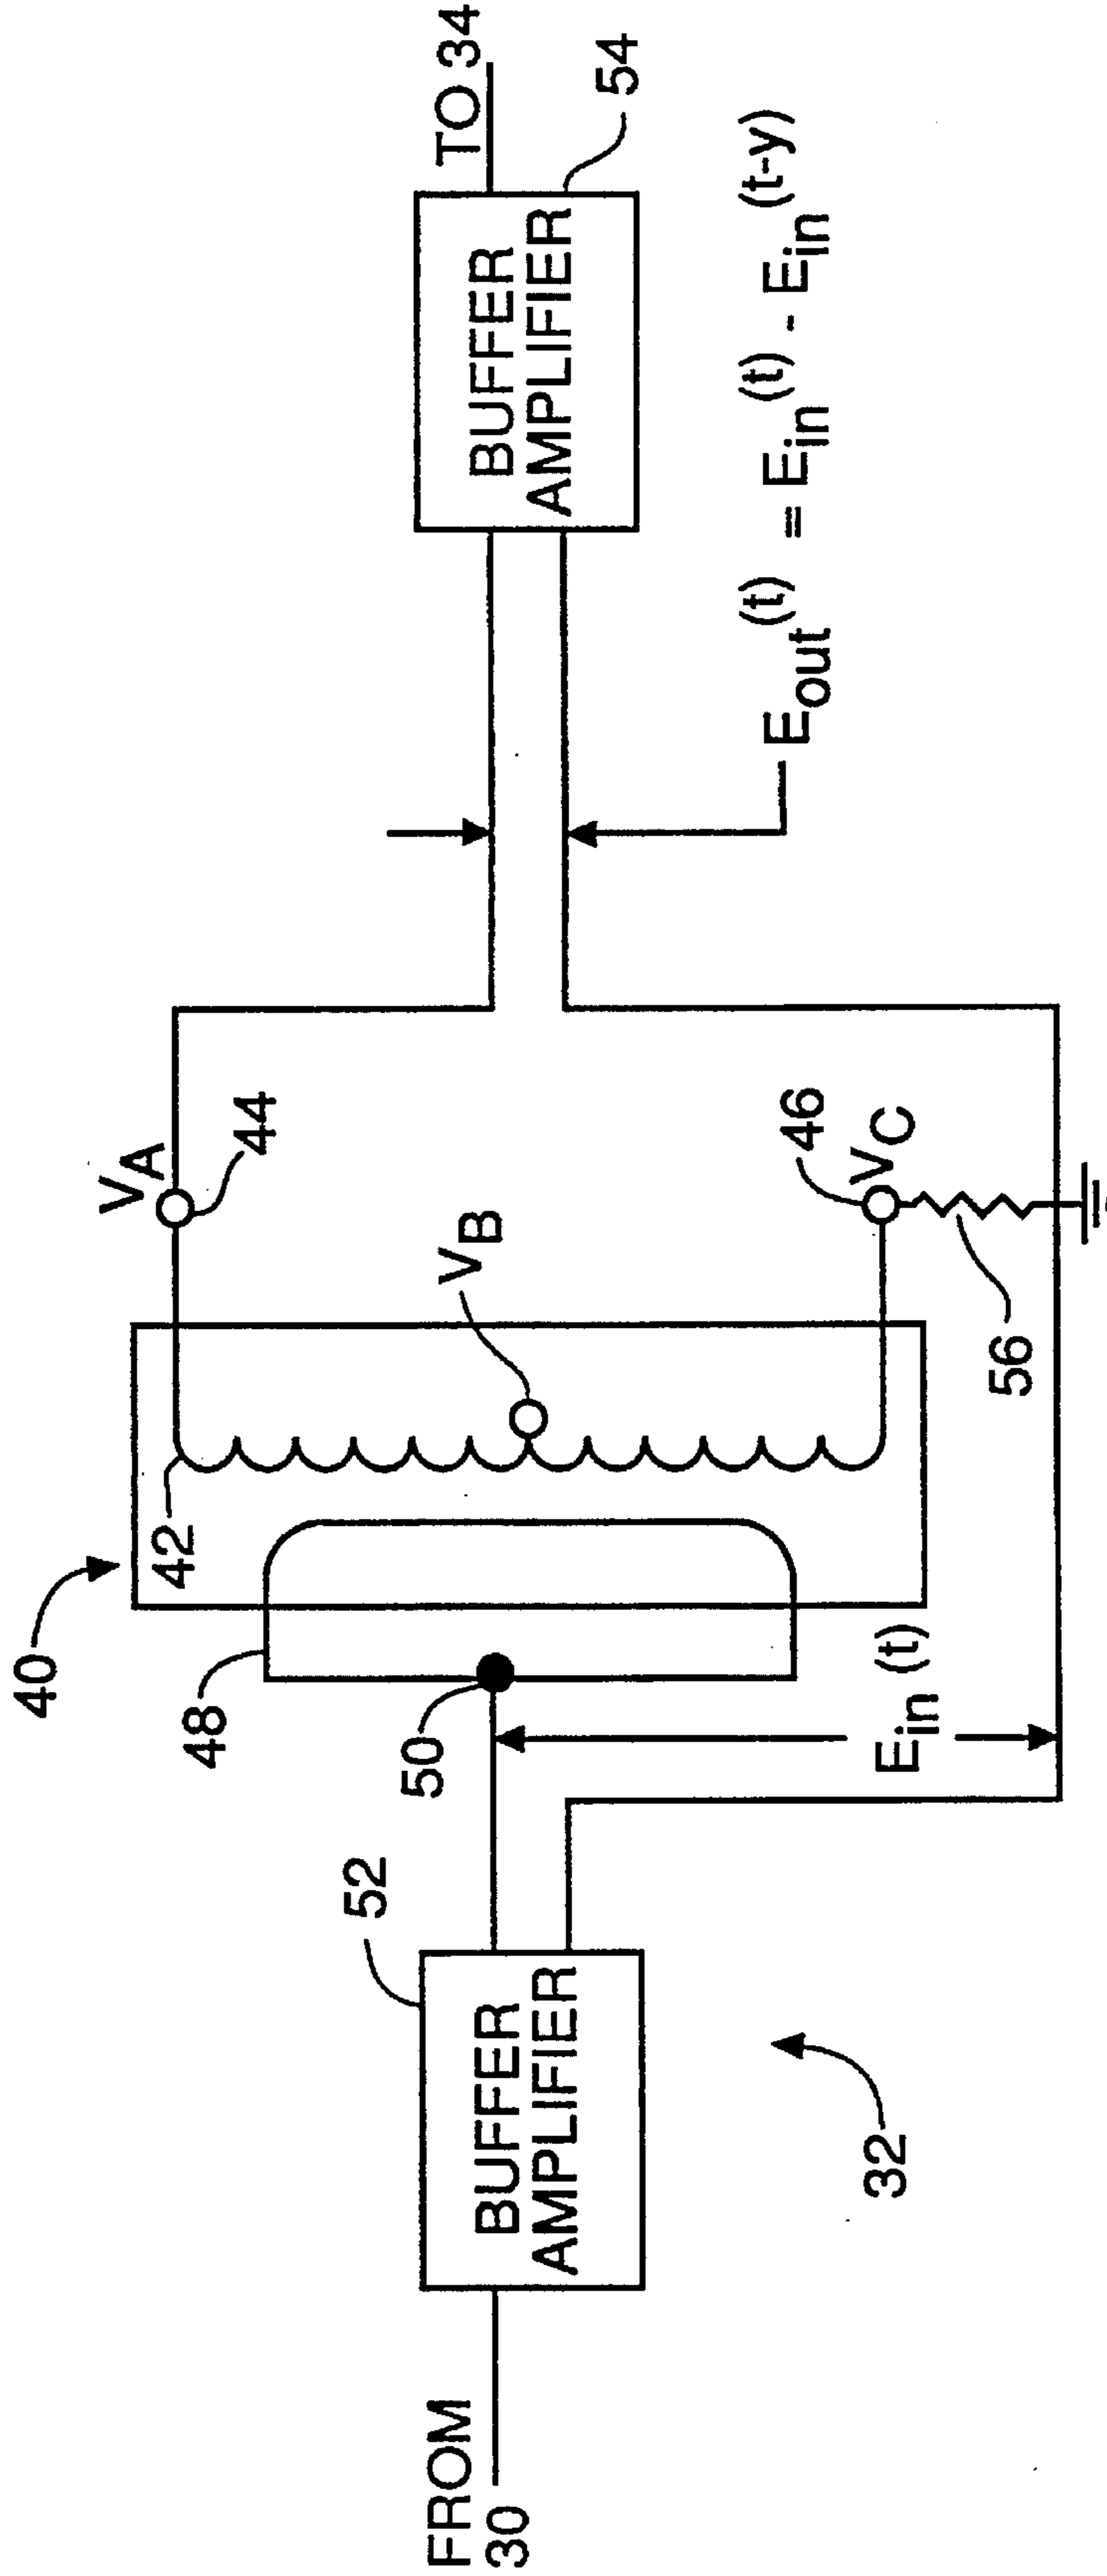 FROM
30
BUFFER
AMPLIFIER
52
32
40
42
48
50
E_in (t)
V_A
44
V_B
46
V_C
56
E_out^(t) = E_in^(t) - E_in^(t-y)
BUFFER
AMPLIFIER
54
TO 34